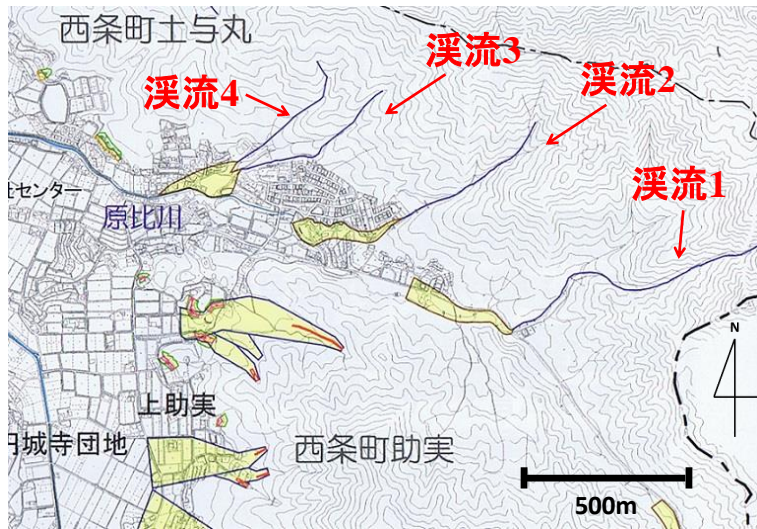 西条町土与丸
渓流4
渓流3
渓流2
渓流1
センター
原比川
上助実
円城寺団地
西条町助実
N
500m